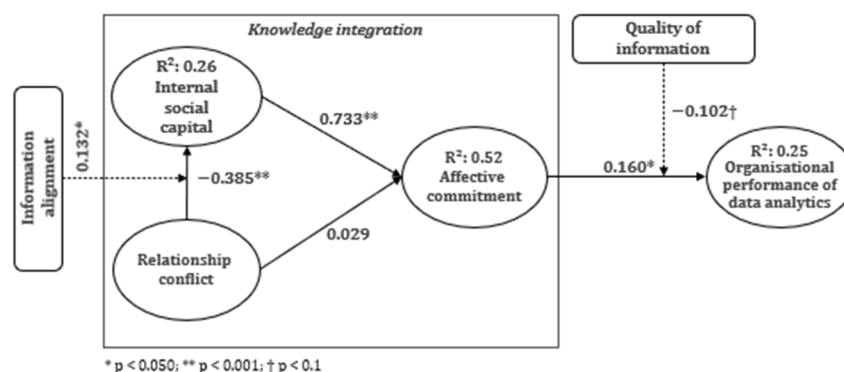 Knowledge integration
Quality of
information
R²: 0.26
Internal
social
capital
Information
alignment
0.132*
0.733**
−0.102†
−0.385**
R²: 0.52
Affective
commitment
0.160*
R²: 0.25
Organisational
performance of
data analytics
0.029
Relationship
conflict
* p < 0.050; ** p < 0.001; † p < 0.1